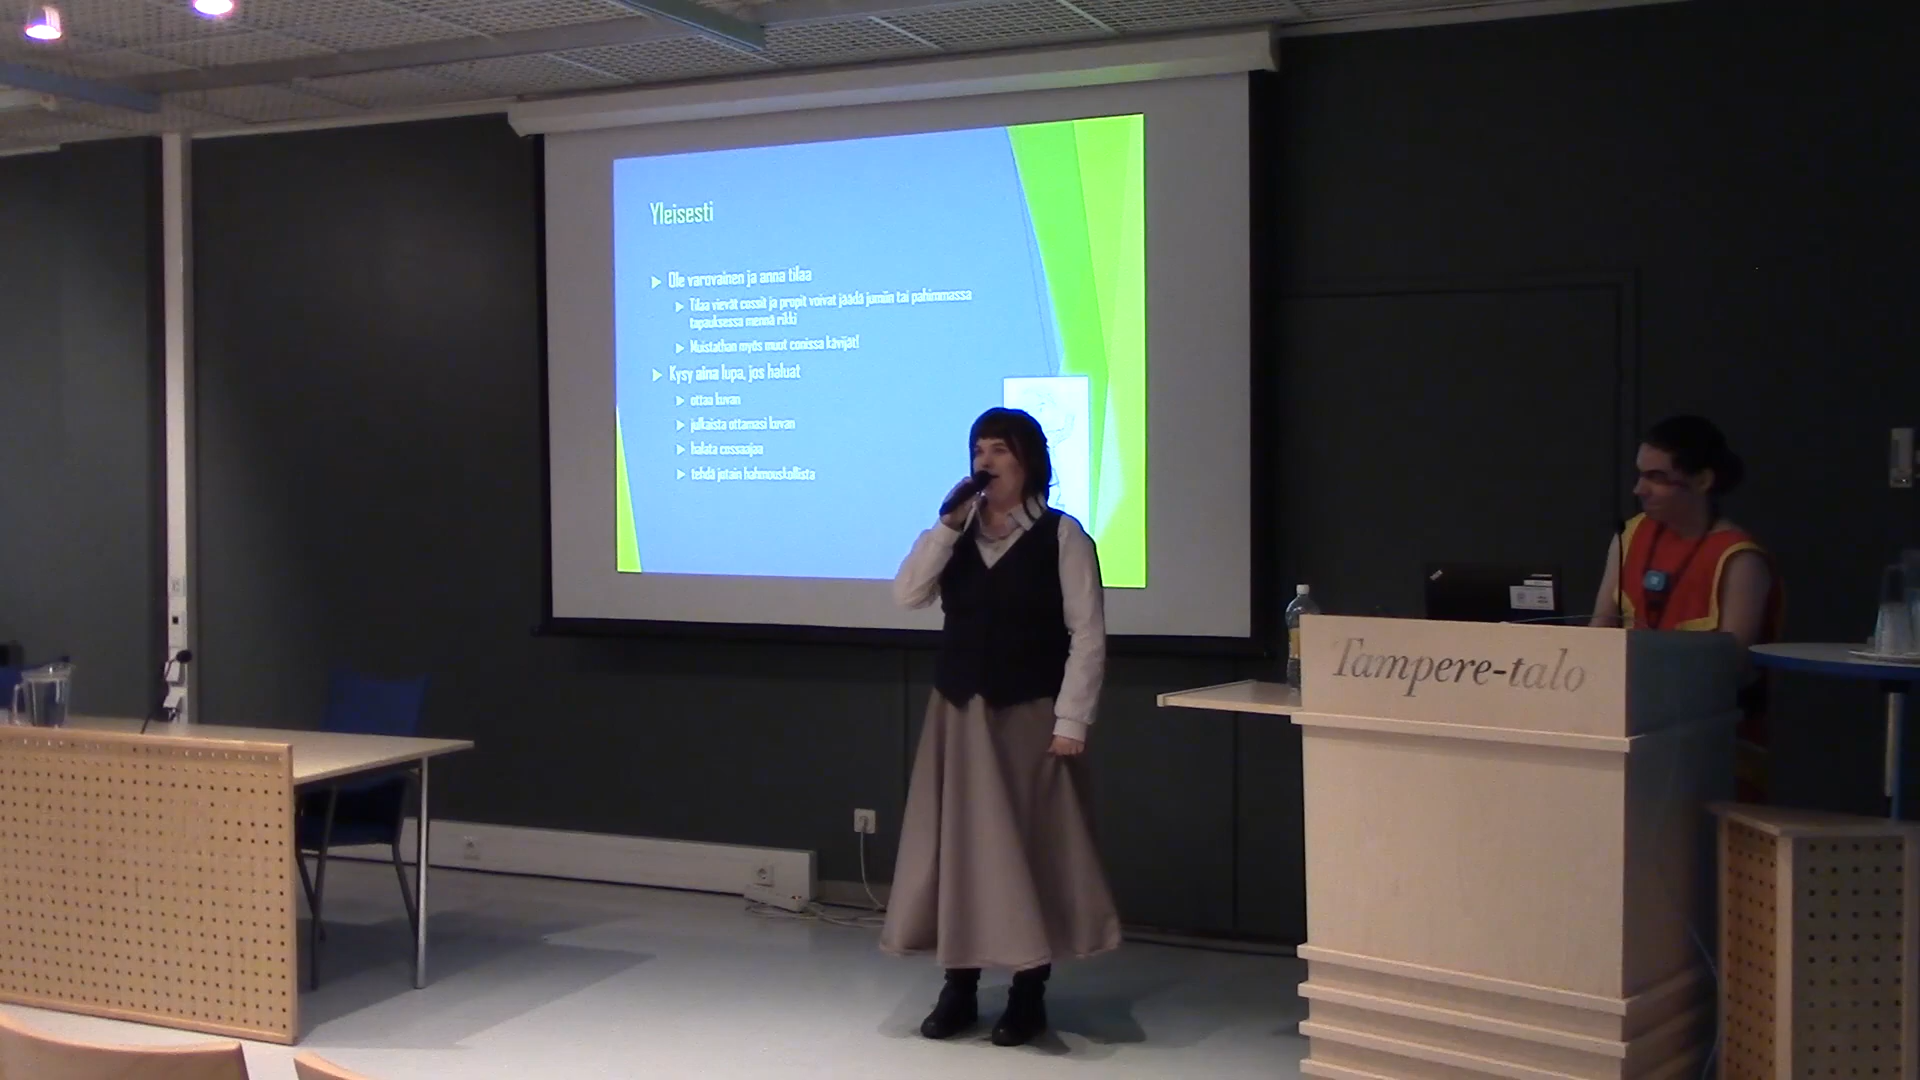 Yleisesti
Ole varovainen ja anna tilaa
Tilaa vievät cossit ja propit voivat jäädä jumiin tai pahimmassa
tapauksessa mennä rikki
Muistathan myös muut conissa kävijät!
Kysy aina lupa, jos haluat
ottaa kuvan
julkaista ottamasi kuvan
halata cossaajaa
tehdä jotain hahmouskollista
Tampere-talo